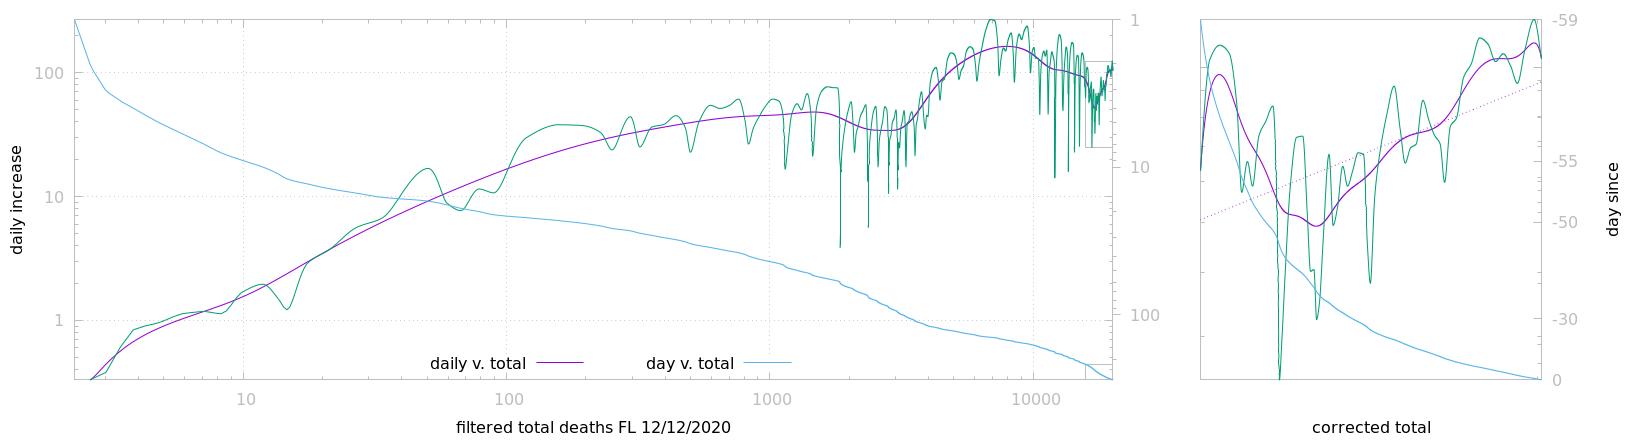 daily increase
100
10
1
10
100
1000
10000
1
10
100
daily v. total
day v. total
filtered total deaths FL 12/12/2020
-59
-55
-50
-30
0
day since
corrected total